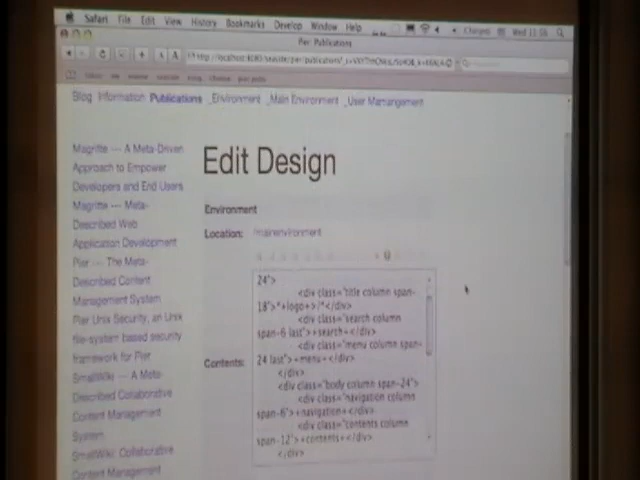 Safari File Edit View History Bookmarks Develop Window Help
Pier: Publications
Blog Information Publications _Environment _Main Environment _User Mamangement
Magritte --- A Meta-Driven
Approach to Empower
Developers and End Users
Magritte --- Meta-
Described Web
Application Development
Pier --- The Meta-
Described Content
Management System
Pier Unix Security, an Unix
file-system based security
framework for Pier
SmallWiki --- A Meta-
Described Collaborative
Content Management
System
SmallWiki: Collaborative
Content Management
Edit Design
Environment
Location: /mainenvironment
Contents:
24">
<div class="title column span-
18">*+logo+>/*</div>
<div class="search column
span-6 last">+search+</div>
<div class="menu column span-
24 last">+menu+</div>
</div>
<div class="body column span-24">
<div class="navigation column
span-6">+navigation+</div>
<div class="contents column
span-12">+contents+</div>
</div>